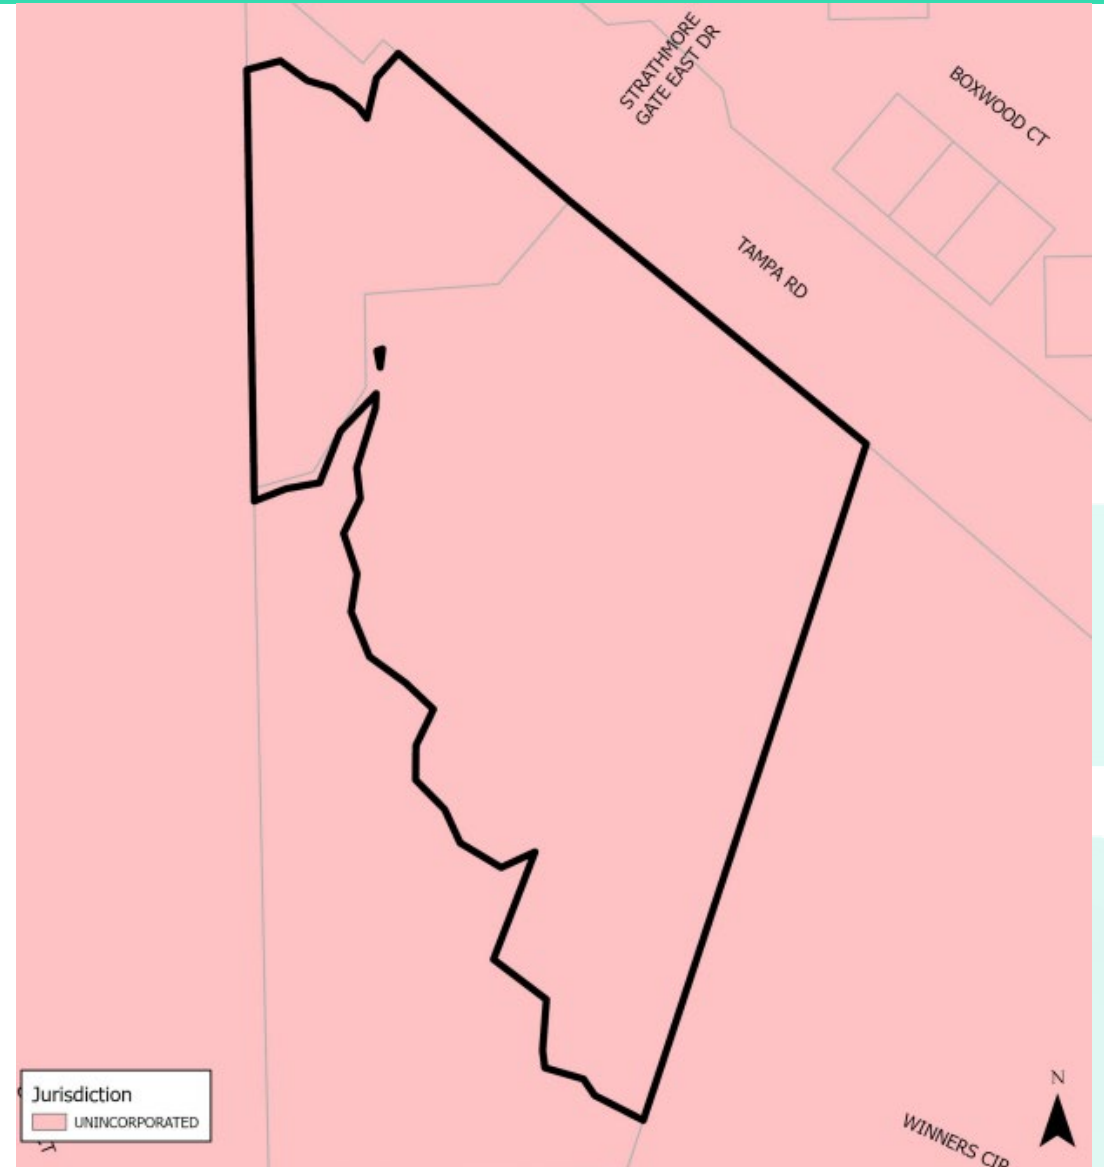 STRATHMORE
GATE EAST DR
BOXWOOD CT
TAMPA RD
Jurisdiction
UNINCORPORATED
N
WINNERS CIR